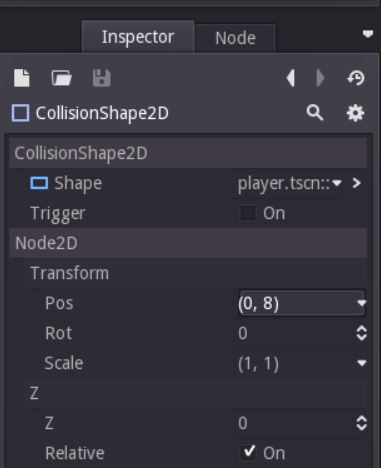 Inspector Node
CollisionShape2D
CollisionShape2D
Shape player.tscn::
Trigger On
Node2D
Transform
Pos (0, 8)
Rot 0
Scale (1, 1)
Z
Z 0
Relative On